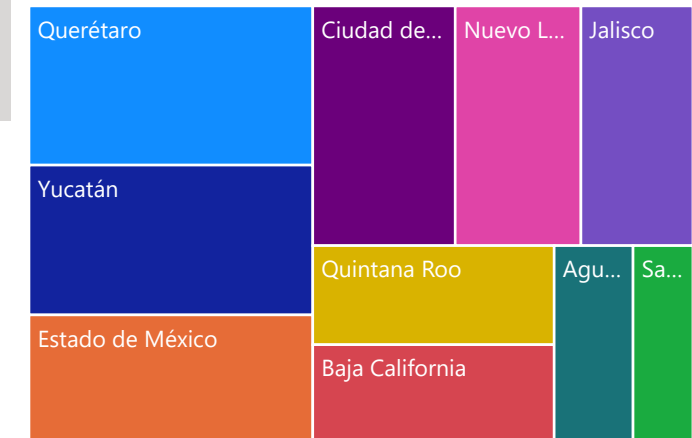 Querétaro
Ciudad de...
Nuevo L...
Jalisco
Yucatán
Quintana Roo
Agu...
Sa...
Estado de México
Baja California